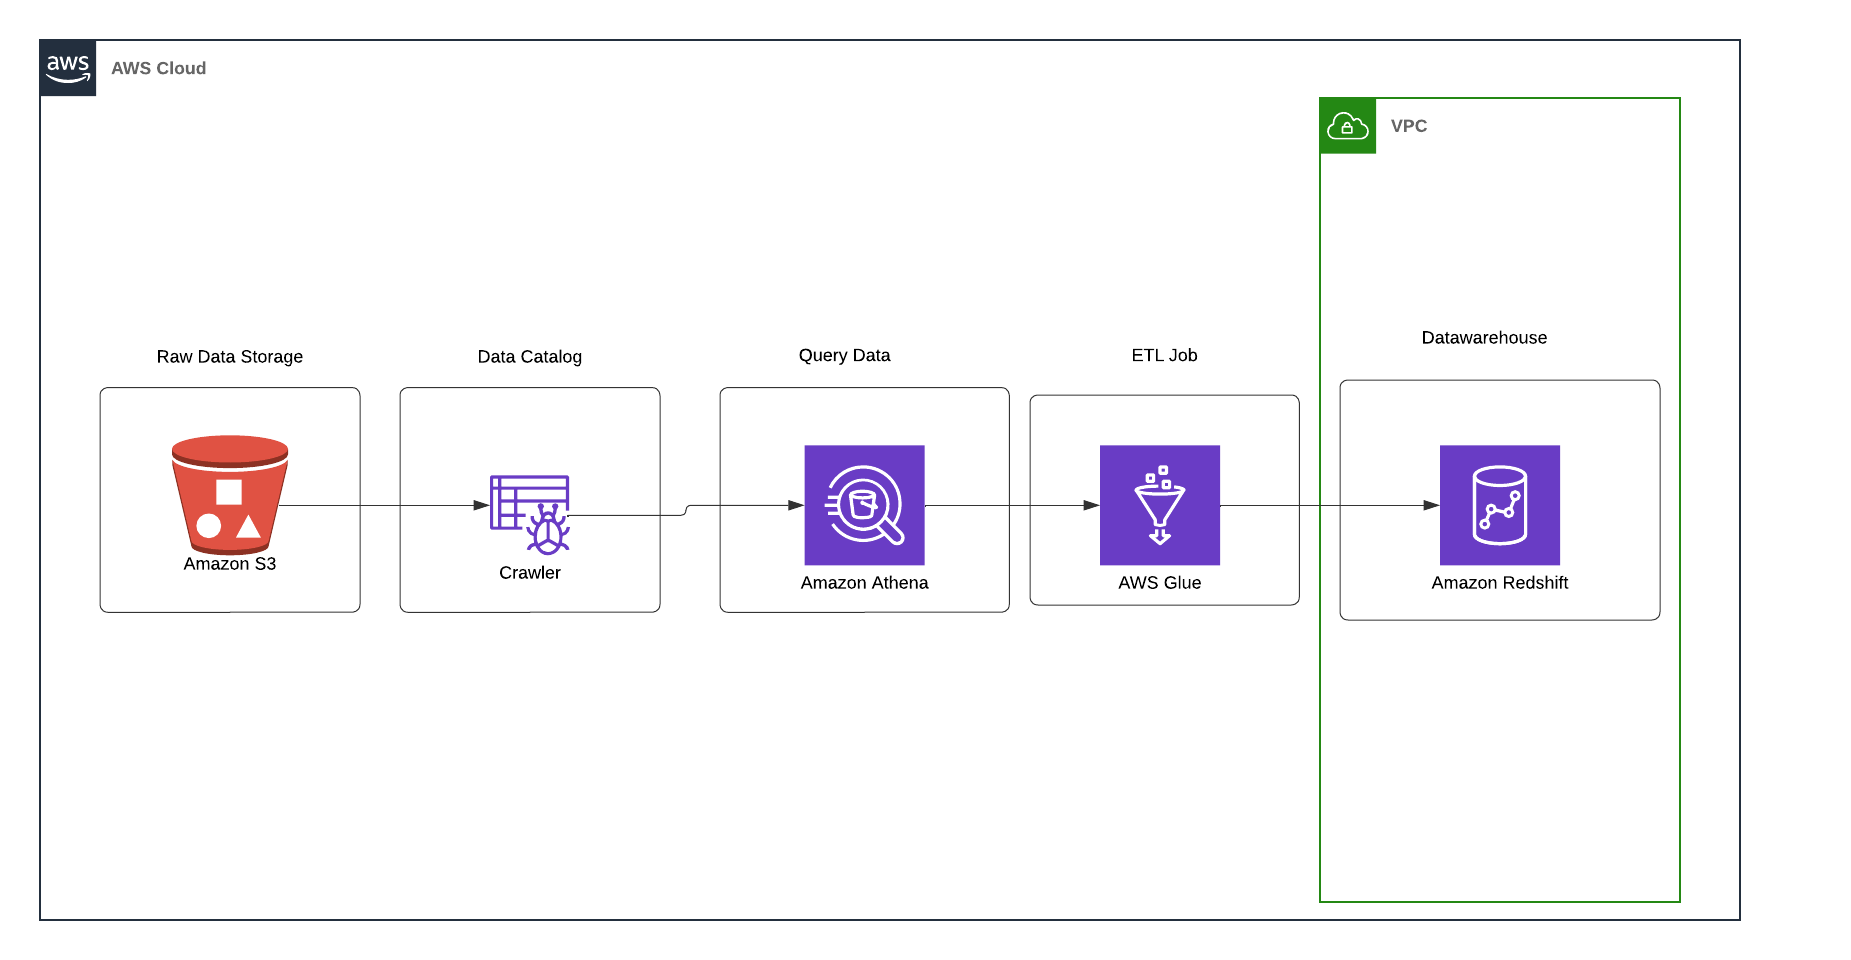 aws
AWS Cloud
VPC
Raw Data Storage
Data Catalog
Query Data
ETL Job
Datawarehouse
Amazon S3
Crawler
Amazon Athena
AWS Glue
Amazon Redshift